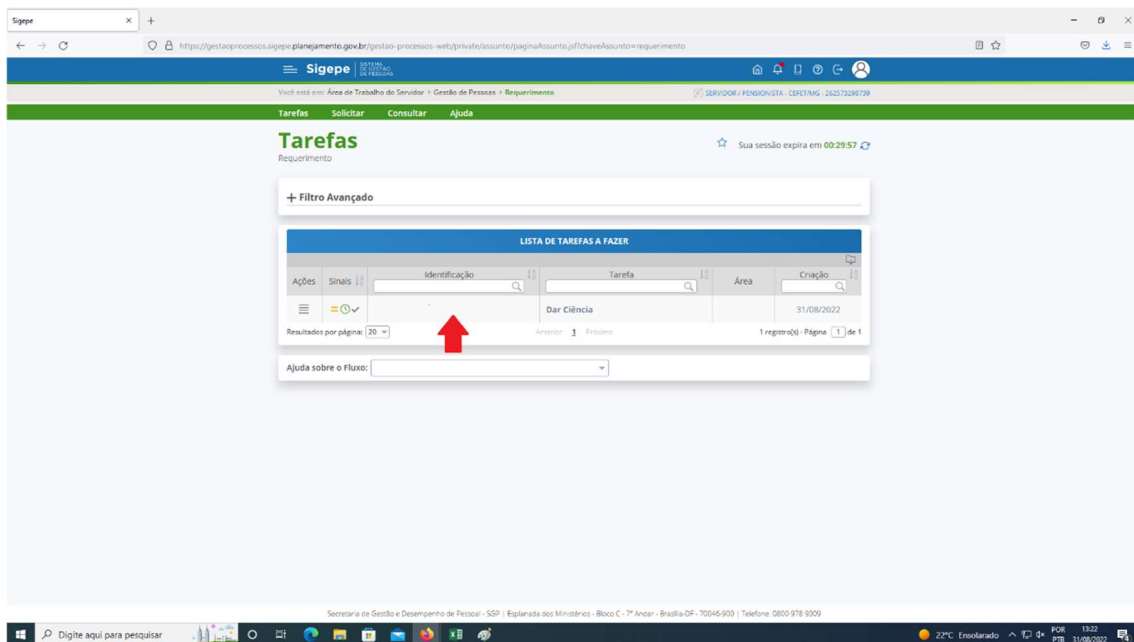 Sigepe
https://gestaoprocessos.sigepe.planejamento.gov.br/gestao-processos-web/private/assunto/paginaAssunto.jsf?chaveAssunto=requerimento
Sigepe SISTEMA DE GESTÃO DE PESSOAS
Você está em: Área de Trabalho do Servidor > Gestão de Pessoas > Requerimento
SERVIDOR / PENSIONISTA - CEFET/MG - 262573298739
Tarefas Solicitar Consultar Ajuda
Tarefas
Requerimento
Sua sessão expira em 00:29:57
+ Filtro Avançado
LISTA DE TAREFAS A FAZER
Ações Sinais Identificação Tarefa Área Criação
Dar Ciência 31/08/2022
Resultados por página: 20 Anterior 1 Próximo 1 registro(s) - Página 1 de 1
Ajuda sobre o Fluxo:
Secretaria de Gestão e Desempenho de Pessoal - SGP | Esplanada dos Ministérios - Bloco C - 7º Andar - Brasília-DF - 70046-900 | Telefone: 0800 978 9009
Digite aqui para pesquisar
22°C Ensolarado
POR 13:22
PTB 31/08/2022